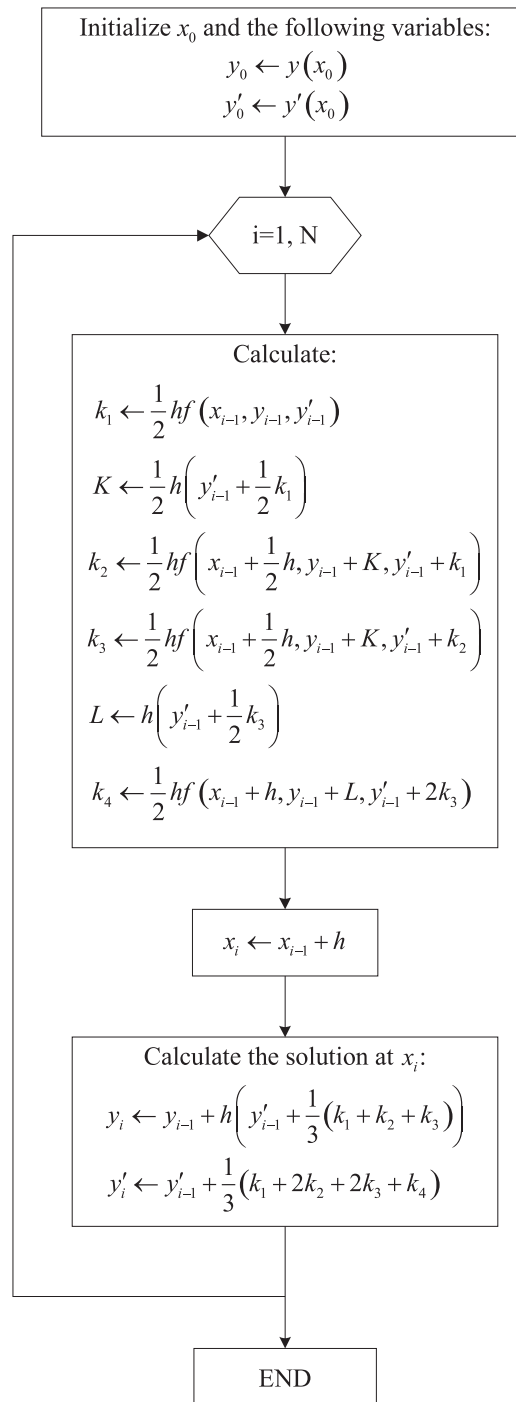 Initialize x₀ and the following variables:
y₀ ← y(x₀)
y′₀ ← y′(x₀)
i=1, N
Calculate:
k₁ ← 1/2 hf(xᵢ₋₁, yᵢ₋₁, y′ᵢ₋₁)
K ← 1/2 h(y′ᵢ₋₁ + 1/2 k₁)
k₂ ← 1/2 hf(xᵢ₋₁ + 1/2 h, yᵢ₋₁ + K, y′ᵢ₋₁ + k₁)
k₃ ← 1/2 hf(xᵢ₋₁ + 1/2 h, yᵢ₋₁ + K, y′ᵢ₋₁ + k₂)
L ← h(y′ᵢ₋₁ + 1/2 k₃)
k₄ ← 1/2 hf(xᵢ₋₁ + h, yᵢ₋₁ + L, y′ᵢ₋₁ + 2k₃)
xᵢ ← xᵢ₋₁ + h
Calculate the solution at xᵢ:
yᵢ ← yᵢ₋₁ + h(y′ᵢ₋₁ + 1/3(k₁ + k₂ + k₃))
y′ᵢ ← y′ᵢ₋₁ + 1/3(k₁ + 2k₂ + 2k₃ + k₄)
END